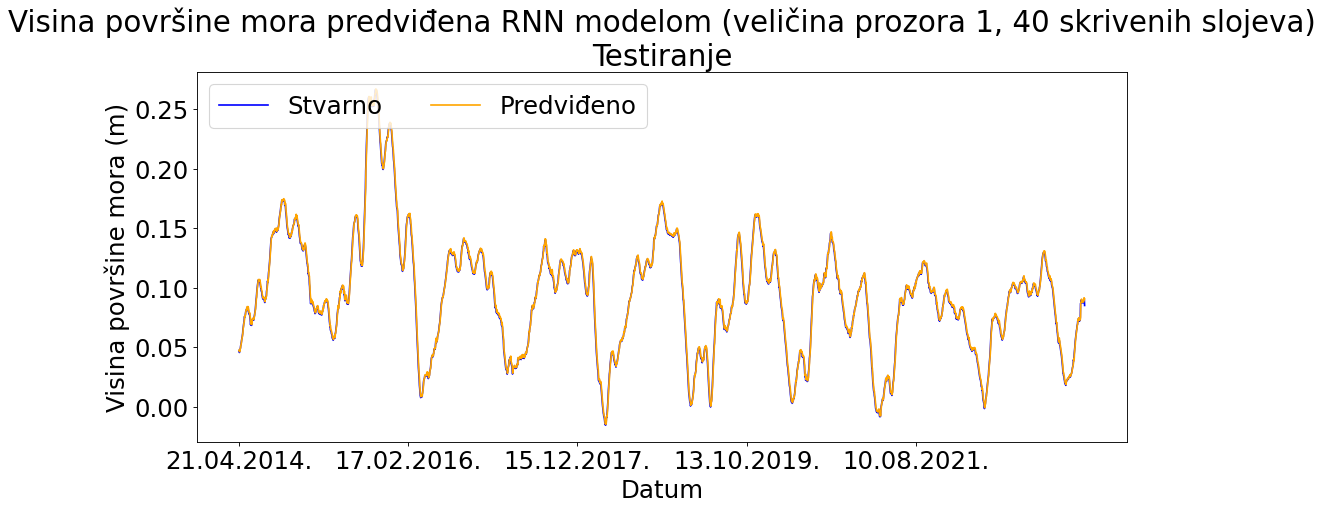 Visina površine mora predviđena RNN modelom (veličina prozora 1, 40 skrivenih slojeva)
Testiranje
Stvarno Predviđeno
Visina površine mora (m)
0.25
0.20
0.15
0.10
0.05
0.00
21.04.2014. 17.02.2016. 15.12.2017. 13.10.2019. 10.08.2021.
Datum